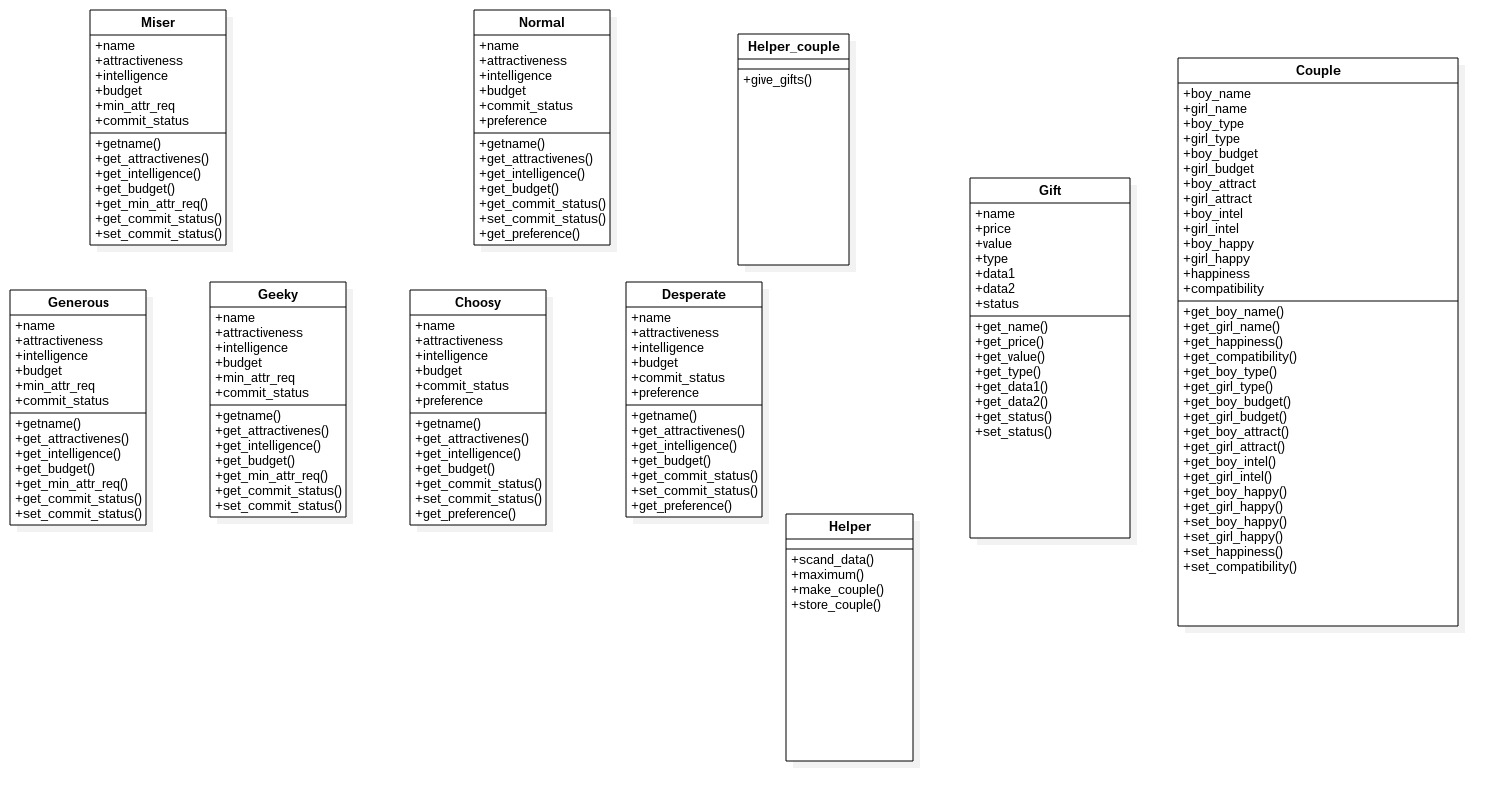 Miser
+name
+attractiveness
+intelligence
+budget
+min_attr_req
+commit_status
+getname()
+get_attractivenes()
+get_intelligence()
+get_budget()
+get_min_attr_req()
+get_commit_status()
+set_commit_status()
Normal
+name
+attractiveness
+intelligence
+budget
+commit_status
+preference
+getname()
+get_attractivenes()
+get_intelligence()
+get_budget()
+get_commit_status()
+set_commit_status()
+get_preference()
Helper_couple
+give_gifts()
Couple
+boy_name
+girl_name
+boy_type
+girl_type
+boy_budget
+girl_budget
+boy_attract
+girl_attract
+boy_intel
+girl_intel
+boy_happy
+girl_happy
+happiness
+compatibility
+get_boy_name()
+get_girl_name()
+get_happiness()
+get_compatibility()
+get_boy_type()
+get_girl_type()
+get_boy_budget()
+get_girl_budget()
+get_boy_attract()
+get_girl_attract()
+get_boy_intel()
+get_girl_intel()
+get_boy_happy()
+get_girl_happy()
+set_boy_happy()
+set_girl_happy()
+set_happiness()
+set_compatibility()
Gift
+name
+price
+value
+type
+data1
+data2
+status
+get_name()
+get_price()
+get_value()
+get_type()
+get_data1()
+get_data2()
+get_status()
+set_status()
Generous
+name
+attractiveness
+intelligence
+budget
+min_attr_req
+commit_status
+getname()
+get_attractivenes()
+get_intelligence()
+get_budget()
+get_min_attr_req()
+get_commit_status()
+set_commit_status()
Geeky
+name
+attractiveness
+intelligence
+budget
+min_attr_req
+commit_status
+getname()
+get_attractivenes()
+get_intelligence()
+get_budget()
+get_min_attr_req()
+get_commit_status()
+set_commit_status()
Choosy
+name
+attractiveness
+intelligence
+budget
+commit_status
+preference
+getname()
+get_attractivenes()
+get_intelligence()
+get_budget()
+get_commit_status()
+set_commit_status()
+get_preference()
Desperate
+name
+attractiveness
+intelligence
+budget
+commit_status
+preference
+getname()
+get_attractivenes()
+get_intelligence()
+get_budget()
+get_commit_status()
+set_commit_status()
+get_preference()
Helper
+scand_data()
+maximum()
+make_couple()
+store_couple()